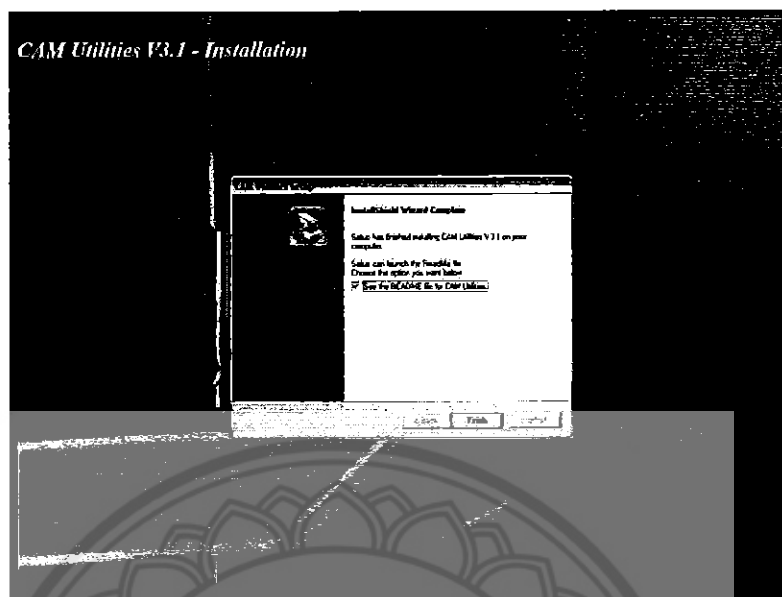 CAM Utilities V3.1 - Installation
InstallShield Wizard Complete
Setup has finished installing CAM Utilities V3.1 on your
computer.
Setup can launch the ReadMe file
Choose the option you want below
See the README file for CAM Utilities
Finish